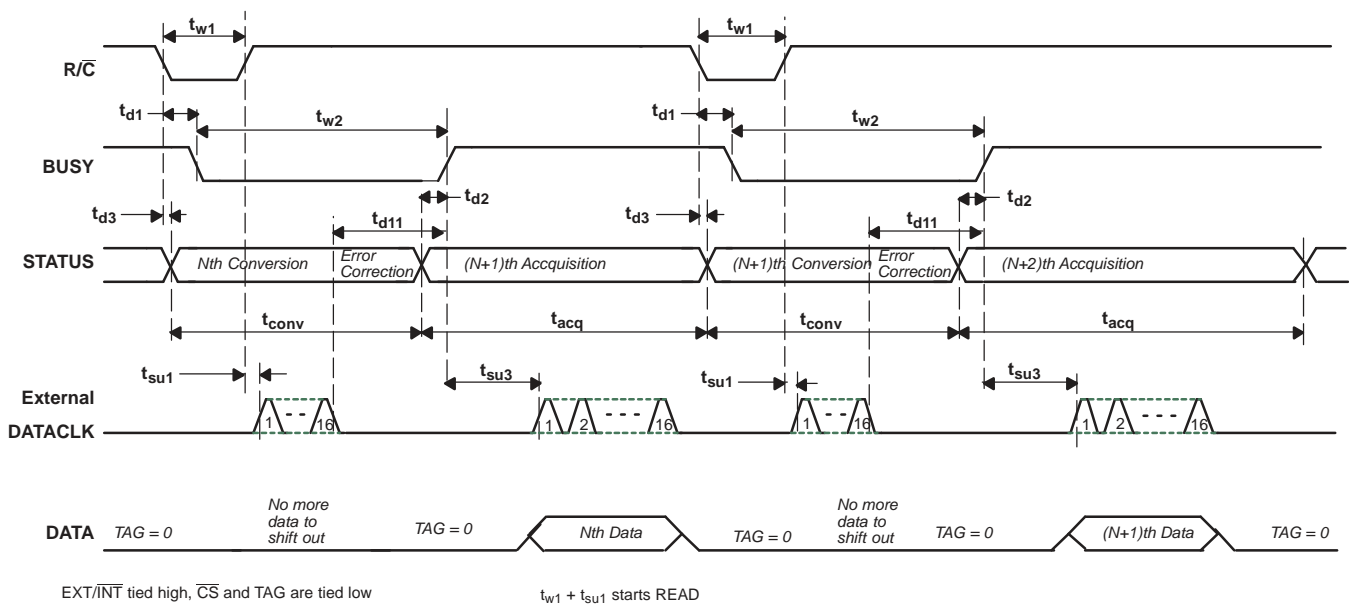 tw1 tw1
R/C
td1 tw2 td1 tw2
BUSY
td3 td2 td3 td2
td11 td11
STATUS Nth Conversion Error Correction (N+1)th Accquisition (N+1)th Conversion Error Correction (N+2)th Accquisition
tconv tacq tconv tacq
tsu1 tsu3 tsu1 tsu3
External
DATACLK 1 - - 16 1 2 - - - 16 1 - - 16 1 2 - - - 16
DATA TAG = 0 No more data to shift out TAG = 0 Nth Data TAG = 0 No more data to shift out TAG = 0 (N+1)th Data TAG = 0
EXT/INT tied high, CS and TAG are tied low tw1 + tsu1 starts READ